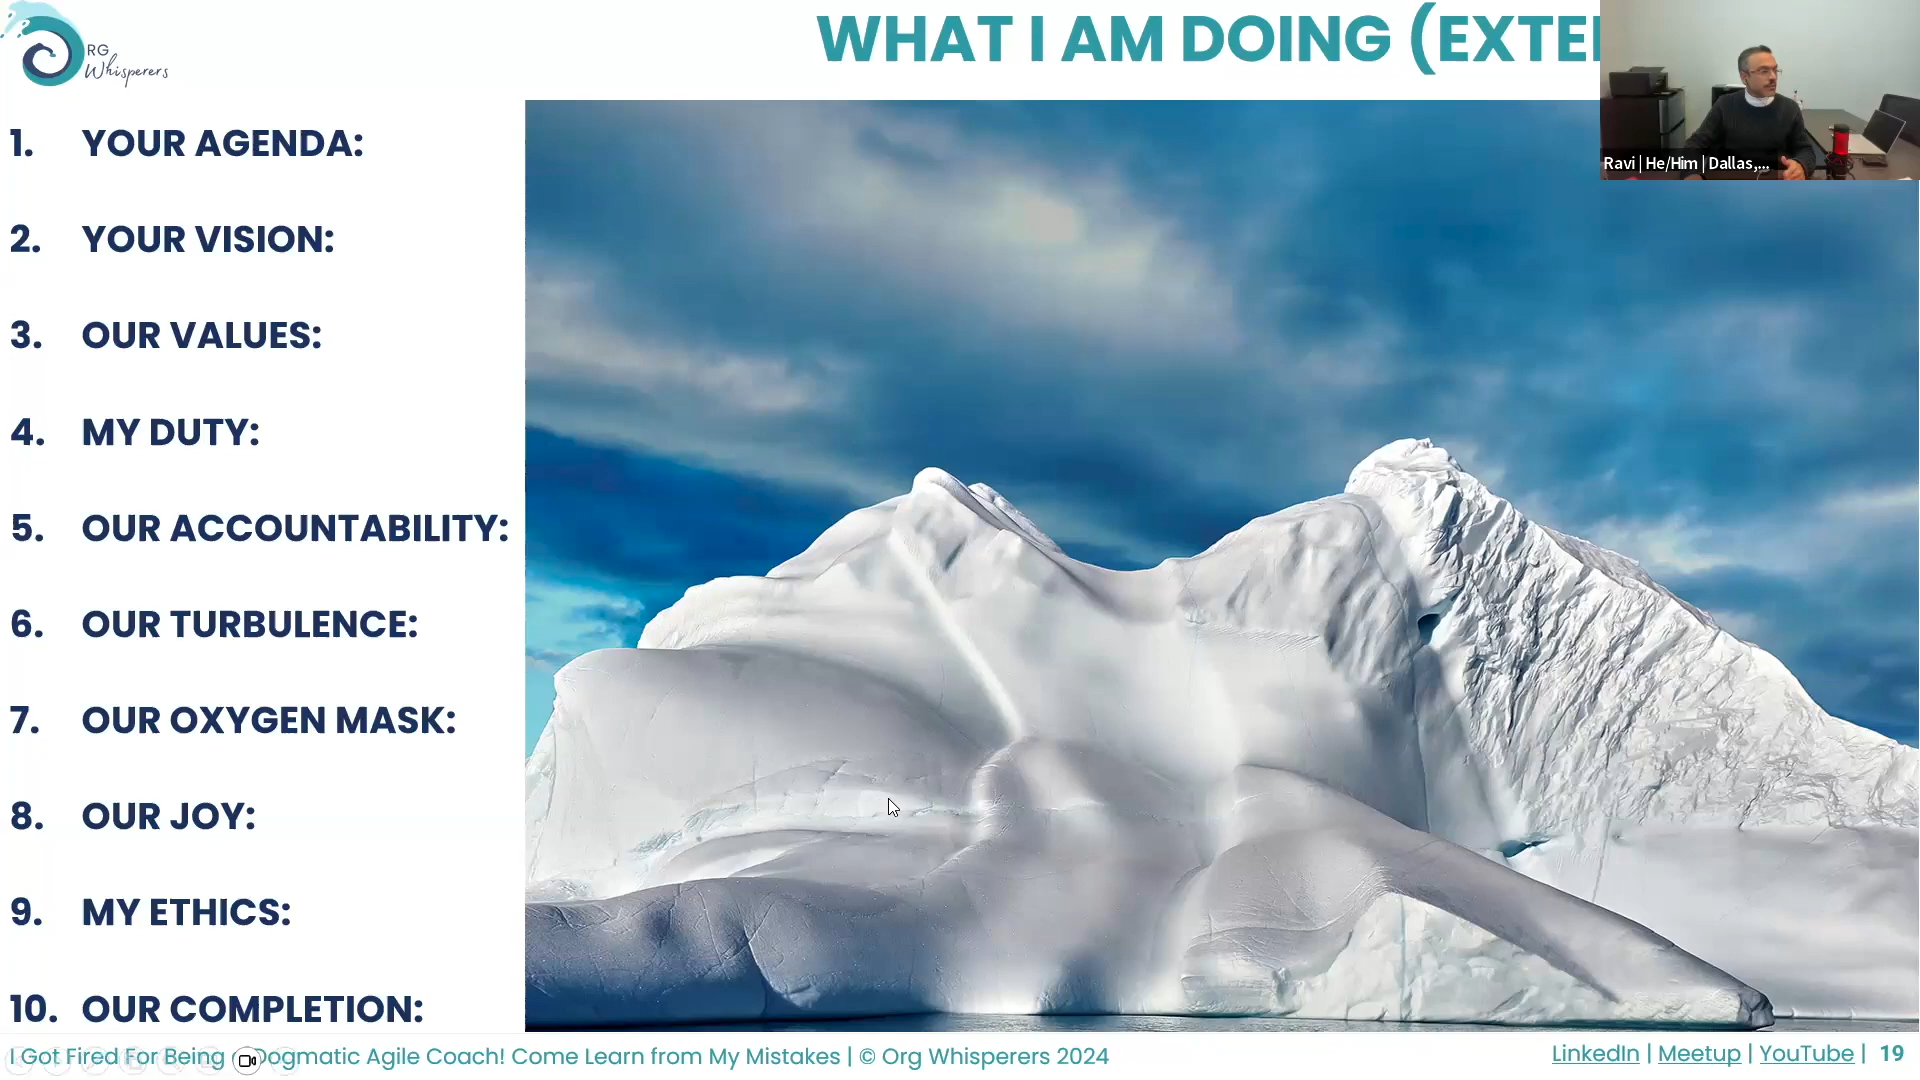 RG
Whisperers
WHAT I AM DOING (EXTE
Ravi | He/Him | Dallas,...
1. YOUR AGENDA:
2. YOUR VISION:
3. OUR VALUES:
4. MY DUTY:
5. OUR ACCOUNTABILITY:
6. OUR TURBULENCE:
7. OUR OXYGEN MASK:
8. OUR JOY:
9. MY ETHICS:
10. OUR COMPLETION:
I Got Fired For Being Dogmatic Agile Coach! Come Learn from My Mistakes | © Org Whisperers 2024
LinkedIn | Meetup | YouTube | 19